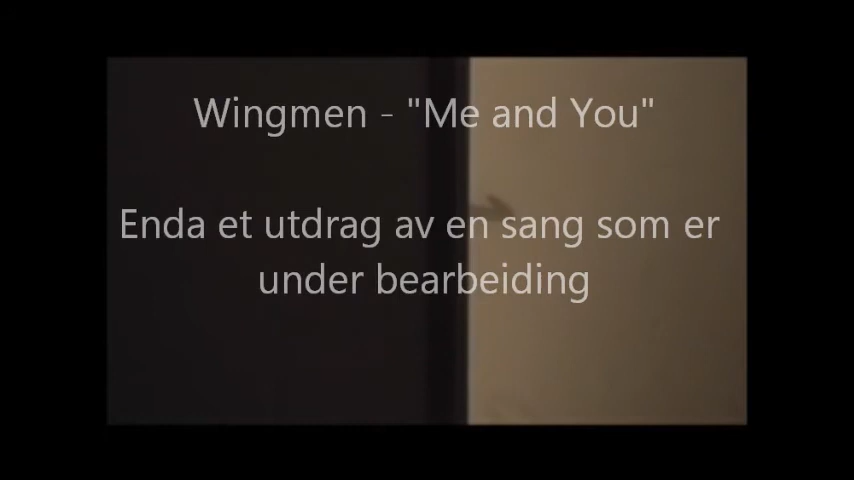 Wingmen - "Me and You"
Enda et utdrag av en sang som er
under bearbeiding